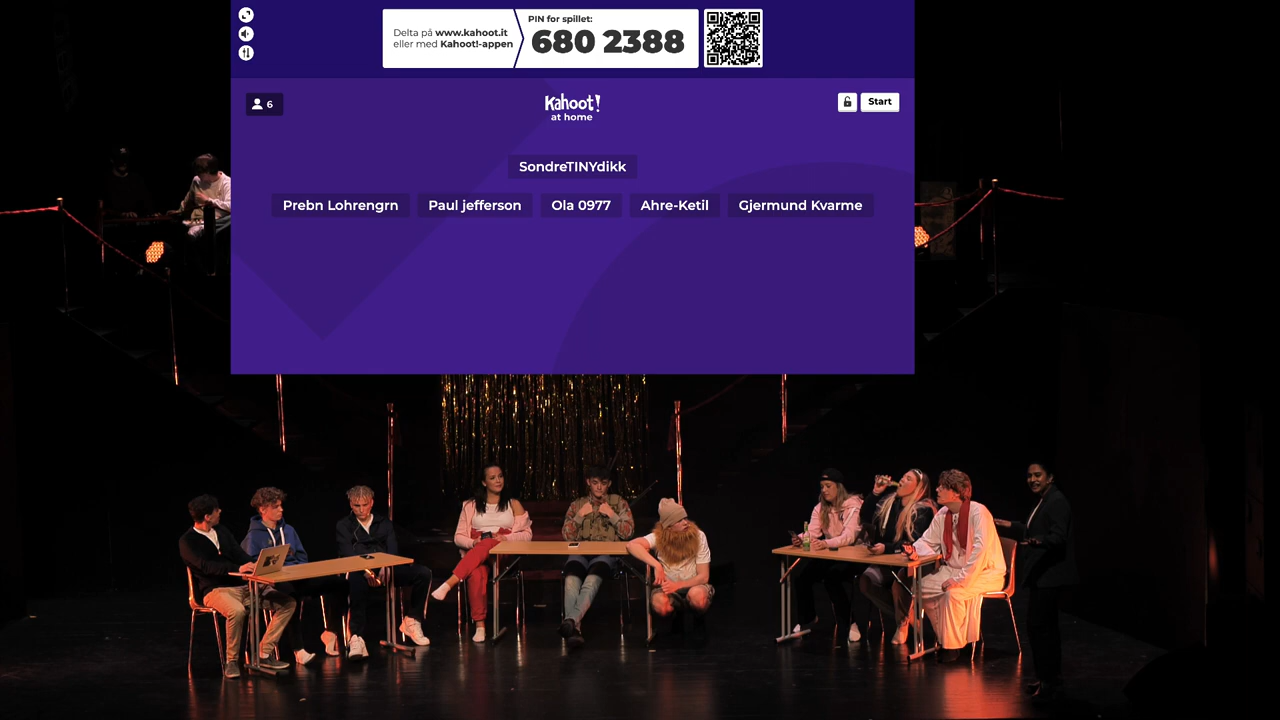 Delta på www.kahoot.it
eller med Kahoot!-appen
PIN for spillet:
680 2388
6
Kahoot!
at home
Start
SondreTINYdikk
Prebn Lohrengrn
Paul jefferson
Ola 0977
Ahre-Ketil
Gjermund Kvarme